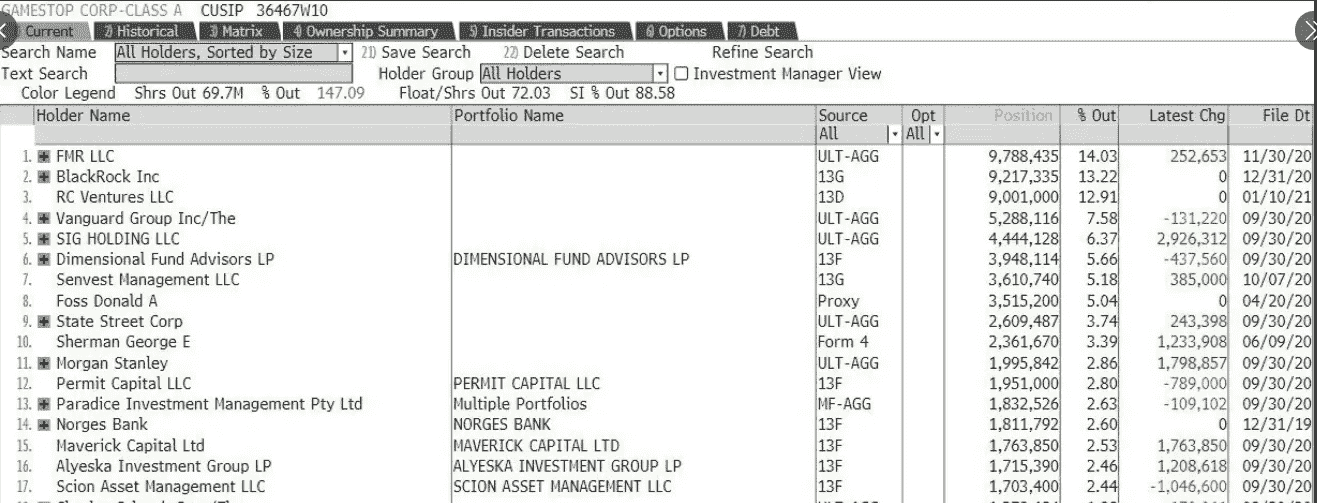 GAMESTOP CORP-CLASS A CUSIP 36467W10
Current 2) Historical 3) Matrix 4) Ownership Summary 5) Insider Transactions 6) Options 7) Debt
Search Name All Holders, Sorted by Size 21) Save Search 22) Delete Search Refine Search
Text Search Holder Group All Holders Investment Manager View
Color Legend Shrs Out 69.7M % Out 147.09 Float/Shrs Out 72.03 SI % Out 88.58
Holder Name Portfolio Name Source Opt Position % Out Latest Chg File Dt
All All
1. FMR LLC ULT-AGG 9,788,435 14.03 252,653 11/30/20
2. BlackRock Inc 13G 9,217,335 13.22 0 12/31/20
3. RC Ventures LLC 13D 9,001,000 12.91 0 01/10/21
4. Vanguard Group Inc/The ULT-AGG 5,288,116 7.58 -131,220 09/30/20
5. SIG HOLDING LLC ULT-AGG 4,444,128 6.37 2,926,312 09/30/20
6. Dimensional Fund Advisors LP DIMENSIONAL FUND ADVISORS LP 13F 3,948,114 5.66 -437,560 09/30/20
7. Senvest Management LLC 13G 3,610,740 5.18 385,000 10/07/20
8. Foss Donald A Proxy 3,515,200 5.04 0 04/20/20
9. State Street Corp ULT-AGG 2,609,487 3.74 243,398 09/30/20
10. Sherman George E Form 4 2,361,670 3.39 1,233,908 06/09/20
11. Morgan Stanley ULT-AGG 1,995,842 2.86 1,798,857 09/30/20
12. Permit Capital LLC PERMIT CAPITAL LLC 13F 1,951,000 2.80 -789,000 09/30/20
13. Paradice Investment Management Pty Ltd Multiple Portfolios MF-AGG 1,832,526 2.63 -109,102 09/30/20
14. Norges Bank NORGES BANK 13F 1,811,792 2.60 0 12/31/19
15. Maverick Capital Ltd MAVERICK CAPITAL LTD 13F 1,763,850 2.53 1,763,850 09/30/20
16. Alyeska Investment Group LP ALYESKA INVESTMENT GROUP LP 13F 1,715,390 2.46 1,208,618 09/30/20
17. Scion Asset Management LLC SCION ASSET MANAGEMENT LLC 13F 1,703,400 2.44 -1,046,600 09/30/20